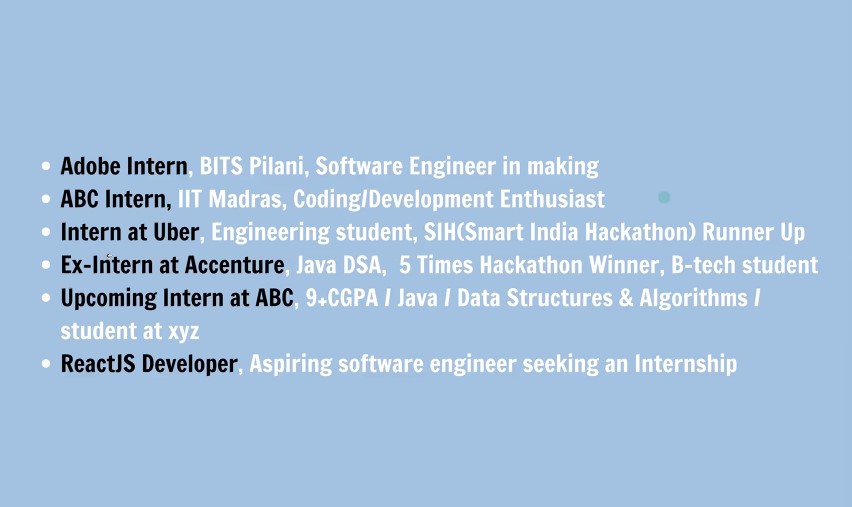 • Adobe Intern, BITS Pilani, Software Engineer in making
• ABC Intern, IIT Madras, Coding/Development Enthusiast
• Intern at Uber, Engineering student, SIH(Smart India Hackathon) Runner Up
• Ex-Intern at Accenture, Java DSA, 5 Times Hackathon Winner, B-tech student
• Upcoming Intern at ABC, 9+CGPA / Java / Data Structures & Algorithms /
student at xyz
• ReactJS Developer, Aspiring software engineer seeking an Internship